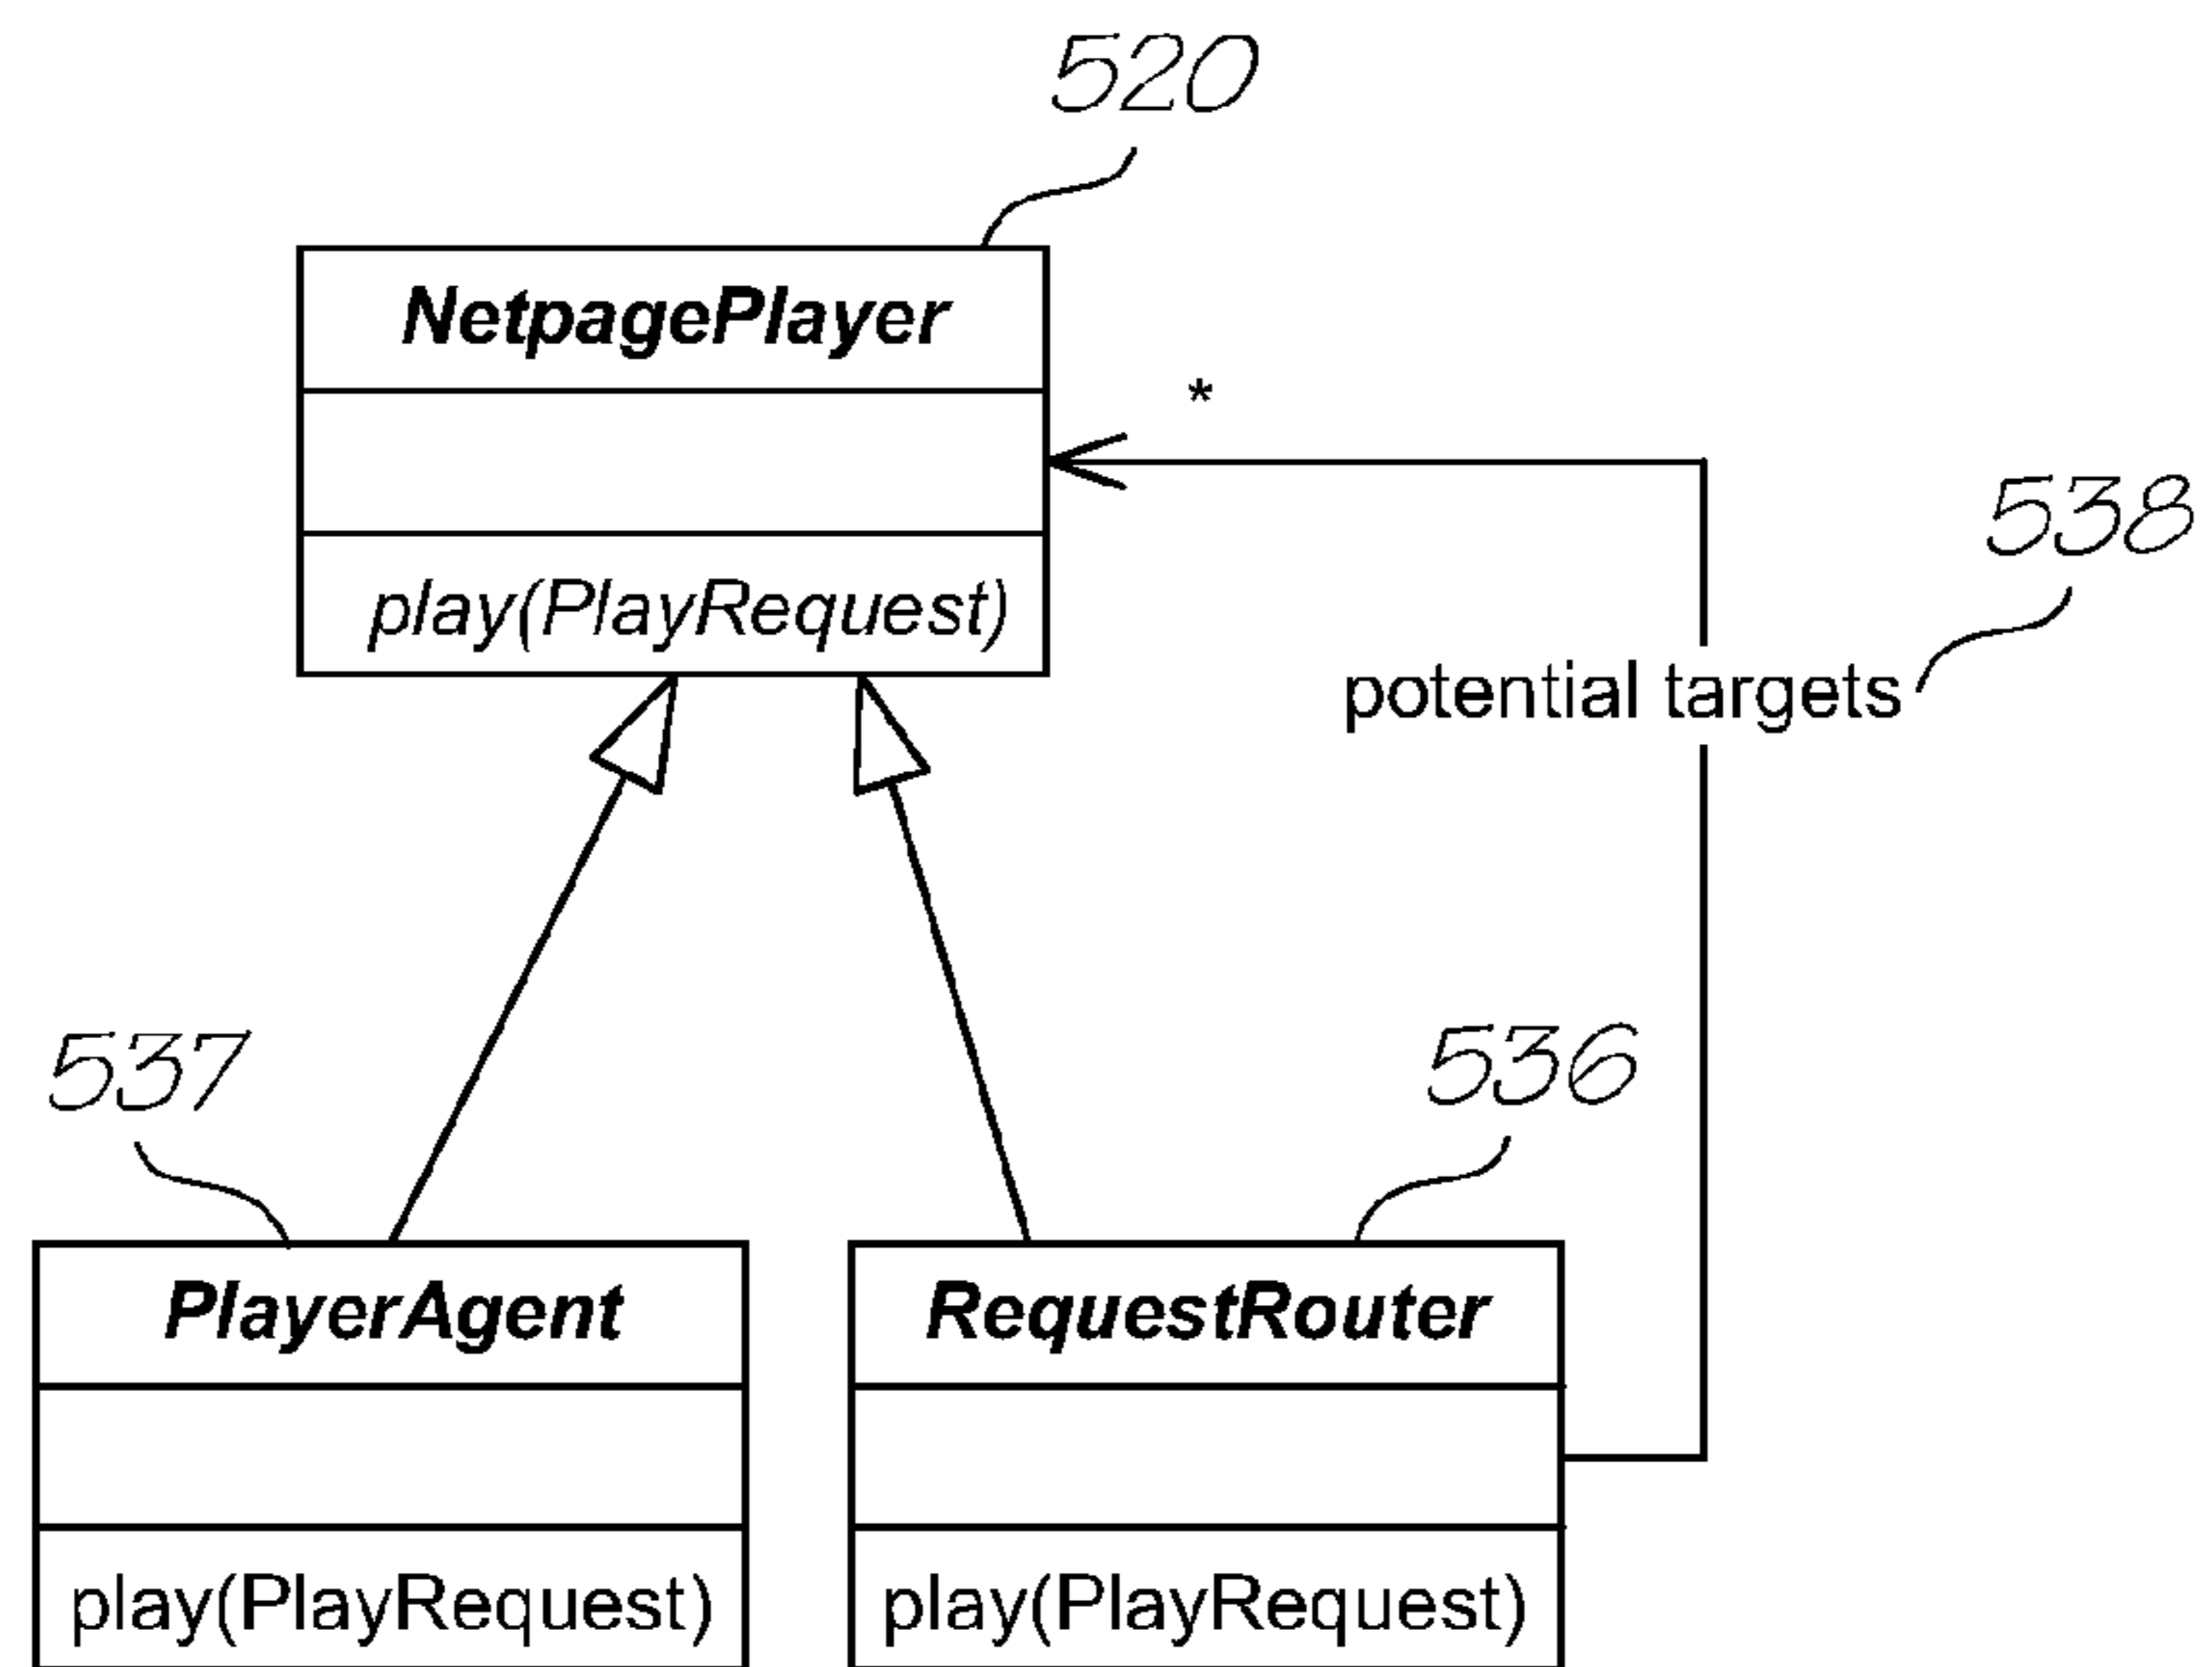 520
NetpagePlayer
*
play(PlayRequest)
538
potential targets
537
536
PlayerAgent
RequestRouter
play(PlayRequest)
play(PlayRequest)